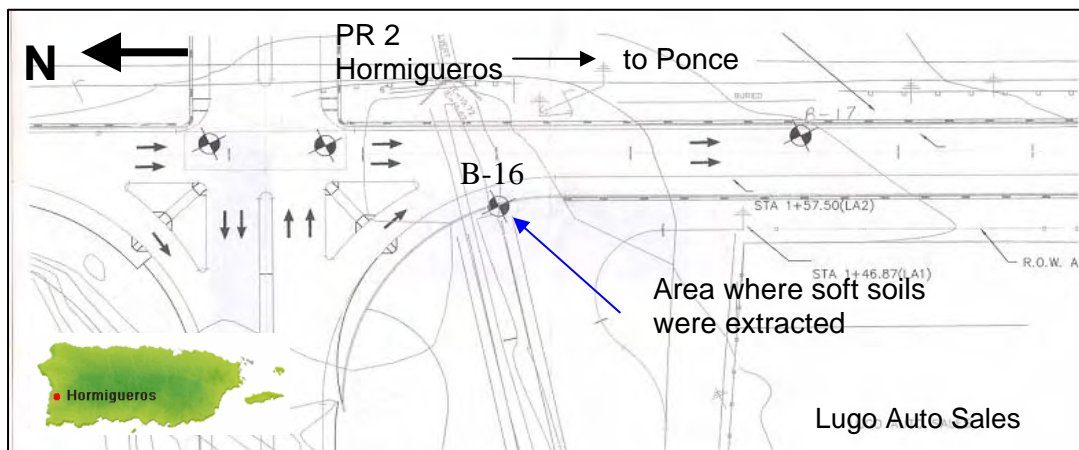 N
PR 2
Hormigueros
to Ponce
BURIED
B-17
B-16
STA 1+57.50(LA2)
STA 1+46.87(LA1)
R.O.W. A
Area where soft soils
were extracted
Hormigueros
Lugo Auto Sales